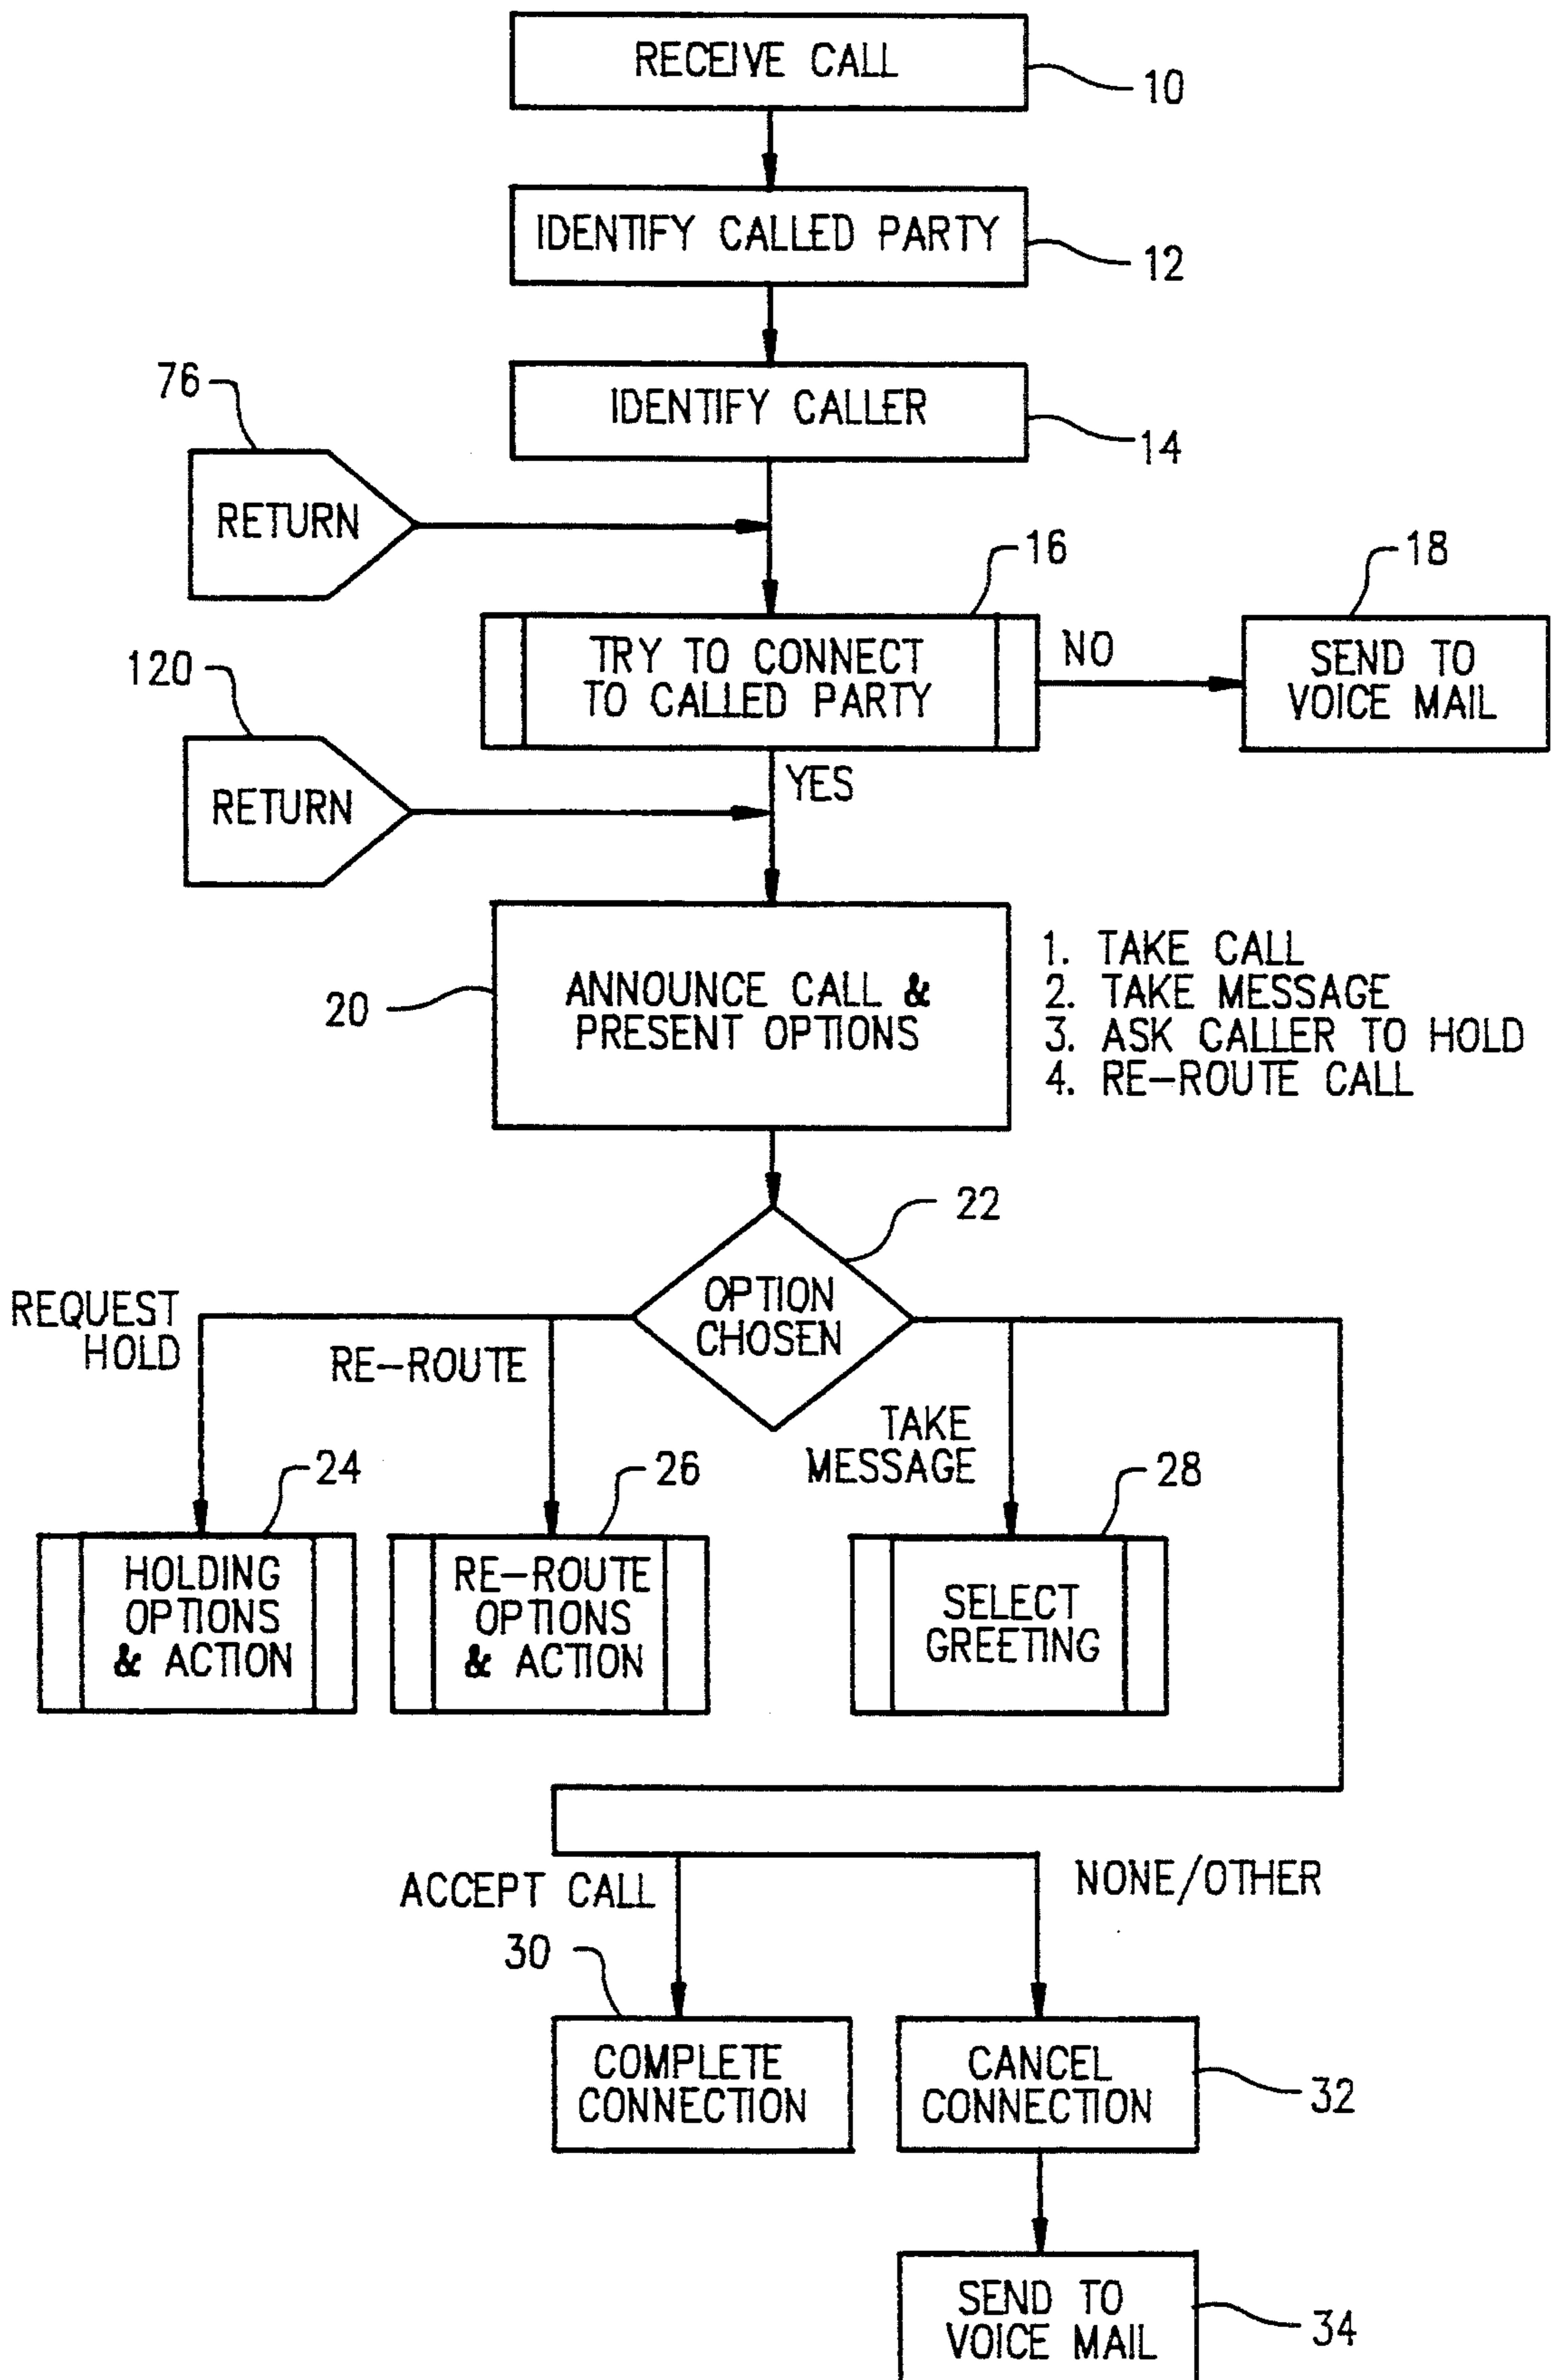 RECEIVE CALL
10
IDENTIFY CALLED PARTY
12
IDENTIFY CALLER
14
76
RETURN
16
18
TRY TO CONNECT
TO CALLED PARTY
NO
SEND TO
VOICE MAIL
120
YES
RETURN
20
ANNOUNCE CALL &
PRESENT OPTIONS
1. TAKE CALL
2. TAKE MESSAGE
3. ASK CALLER TO HOLD
4. RE-ROUTE CALL
22
OPTION
CHOSEN
REQUEST
HOLD
RE-ROUTE
TAKE
MESSAGE
24
26
28
HOLDING
OPTIONS
& ACTION
RE-ROUTE
OPTIONS
& ACTION
SELECT
GREETING
ACCEPT CALL
NONE/OTHER
30
COMPLETE
CONNECTION
CANCEL
CONNECTION
32
SEND TO
VOICE MAIL
34